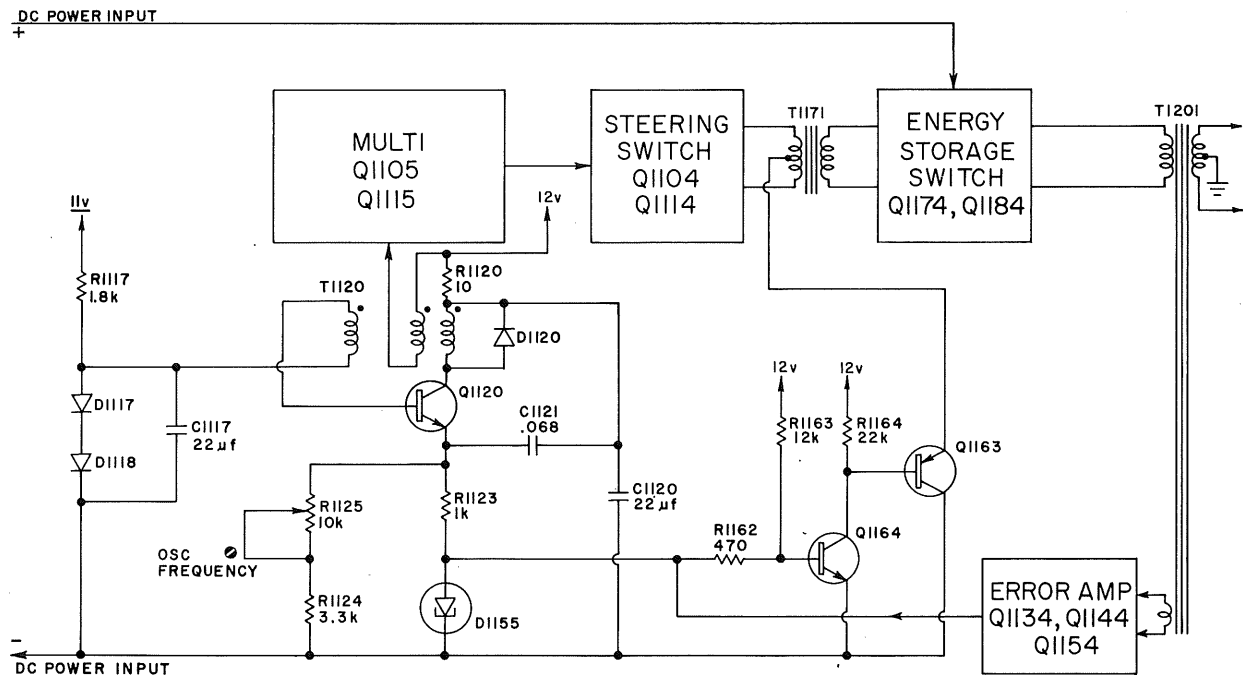 DC POWER INPUT
+
MULTI
Q1105
Q1115
STEERING
SWITCH
Q1104
Q1114
T1171
ENERGY
STORAGE
SWITCH
Q1174, Q1184
T1201
11v
12v
R1117
1.8k
T1120
R1120
10
D1120
D1117
D1118
C1117
22µf
Q1120
C1121
.068
12v
12v
R1163
12k
R1164
22k
Q1163
R1125
10k
R1123
1k
C1120
22µf
OSC
FREQUENCY
R1162
470
Q1164
R1124
3.3k
D1155
ERROR AMP
Q1134, Q1144
Q1154
−
DC POWER INPUT